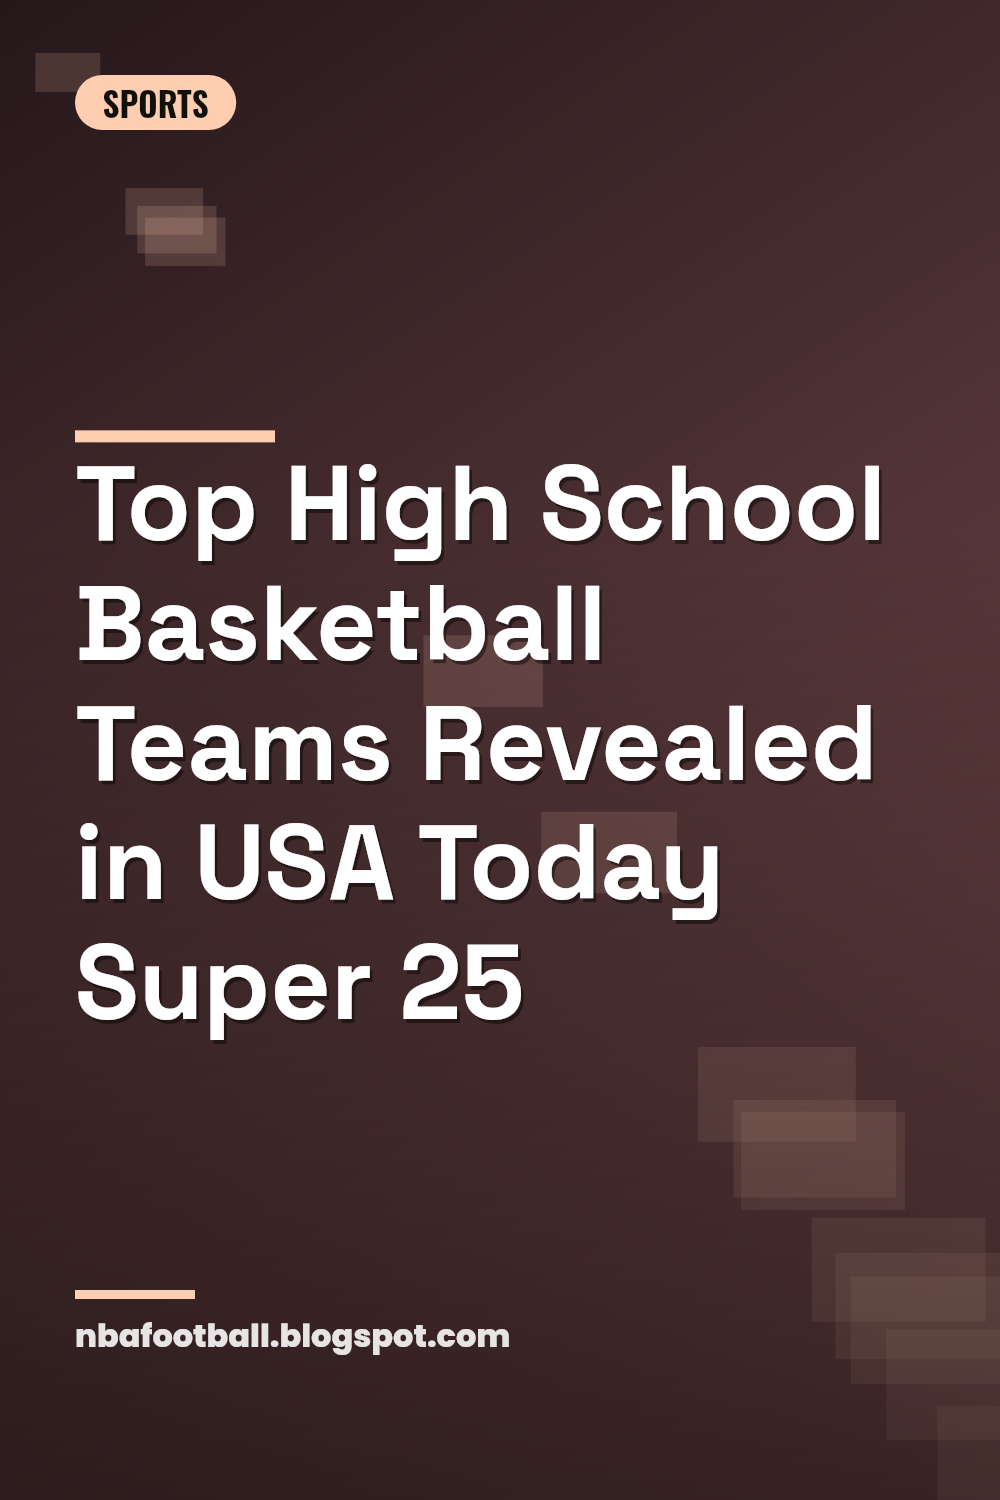 SPORTS
Top High School
Basketball
Teams Revealed
in USA Today
Super 25
nbafootball.blogspot.com